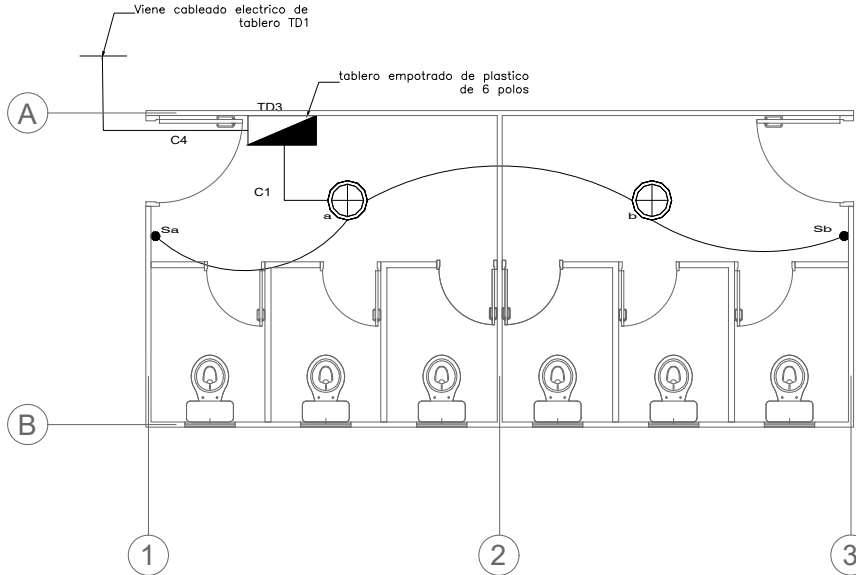 Viene cableado electrico de
tablero TD1
tablero empotrado de plastico
de 6 polos
TD3
A
C4
C1
a
b
Sa
Sb
B
1
2
3